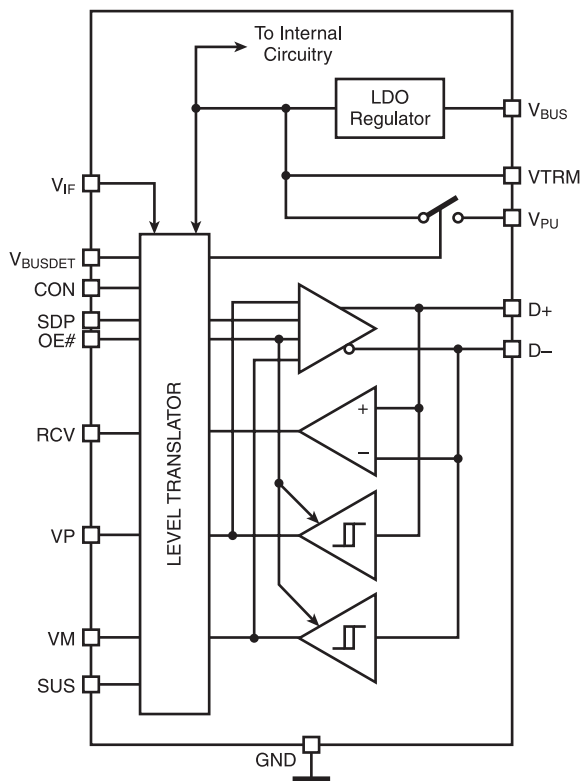 To Internal
Circuitry
LDO
Regulator
VBUS
VTRM
VIF
VPU
VBUSDET
CON
SDP
OE#
D+
D−
RCV
+
−
LEVEL TRANSLATOR
VP
VM
SUS
GND